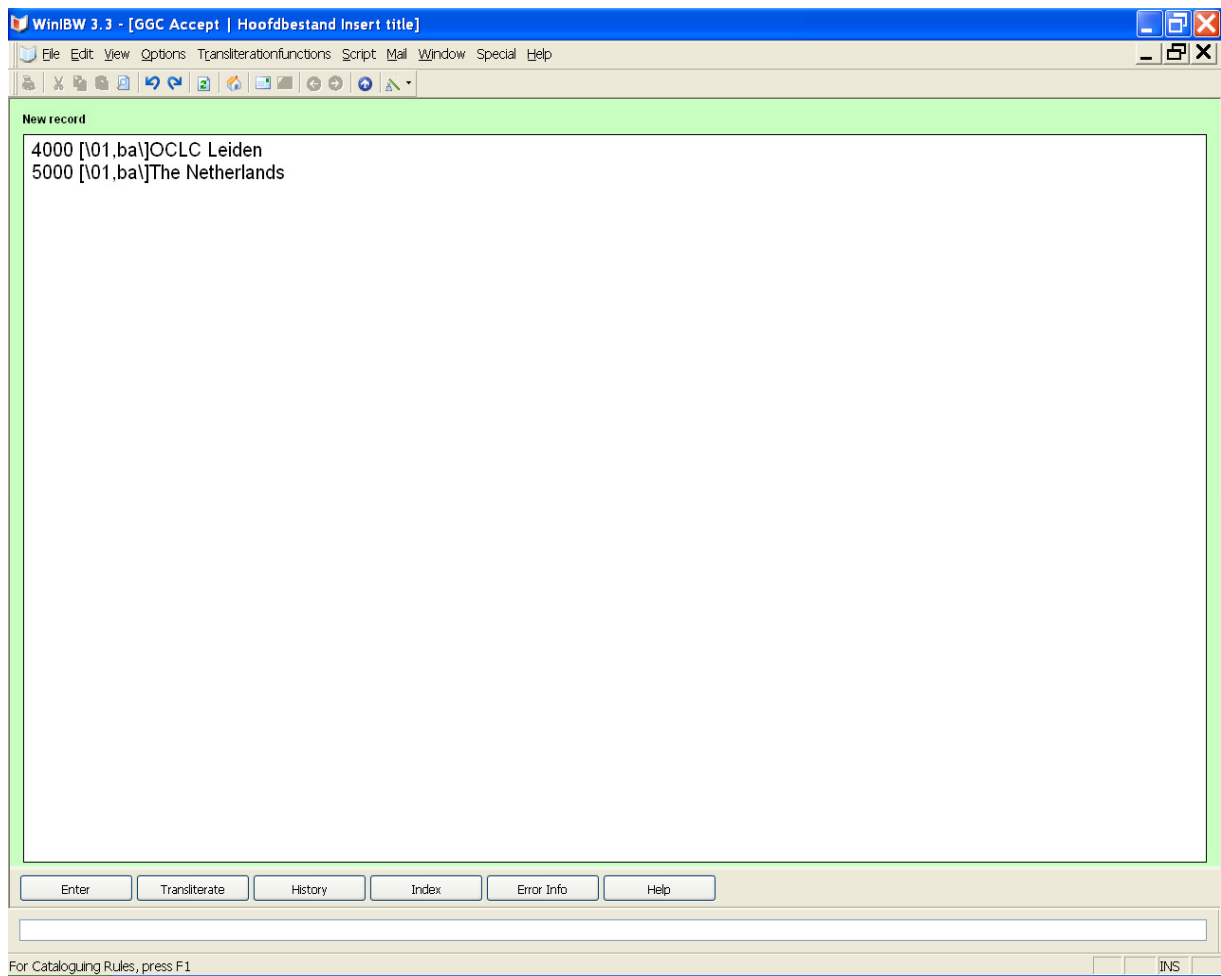 WinIBW 3.3 - [GGC Accept | Hoofdbestand Insert title]
File Edit View Options Transliterationfunctions Script Mail Window Special Help
New record
4000 [\01,ba\]OCLC Leiden
5000 [\01,ba\]The Netherlands
Enter Transliterate History Index Error Info Help
For Cataloguing Rules, press F1 INS